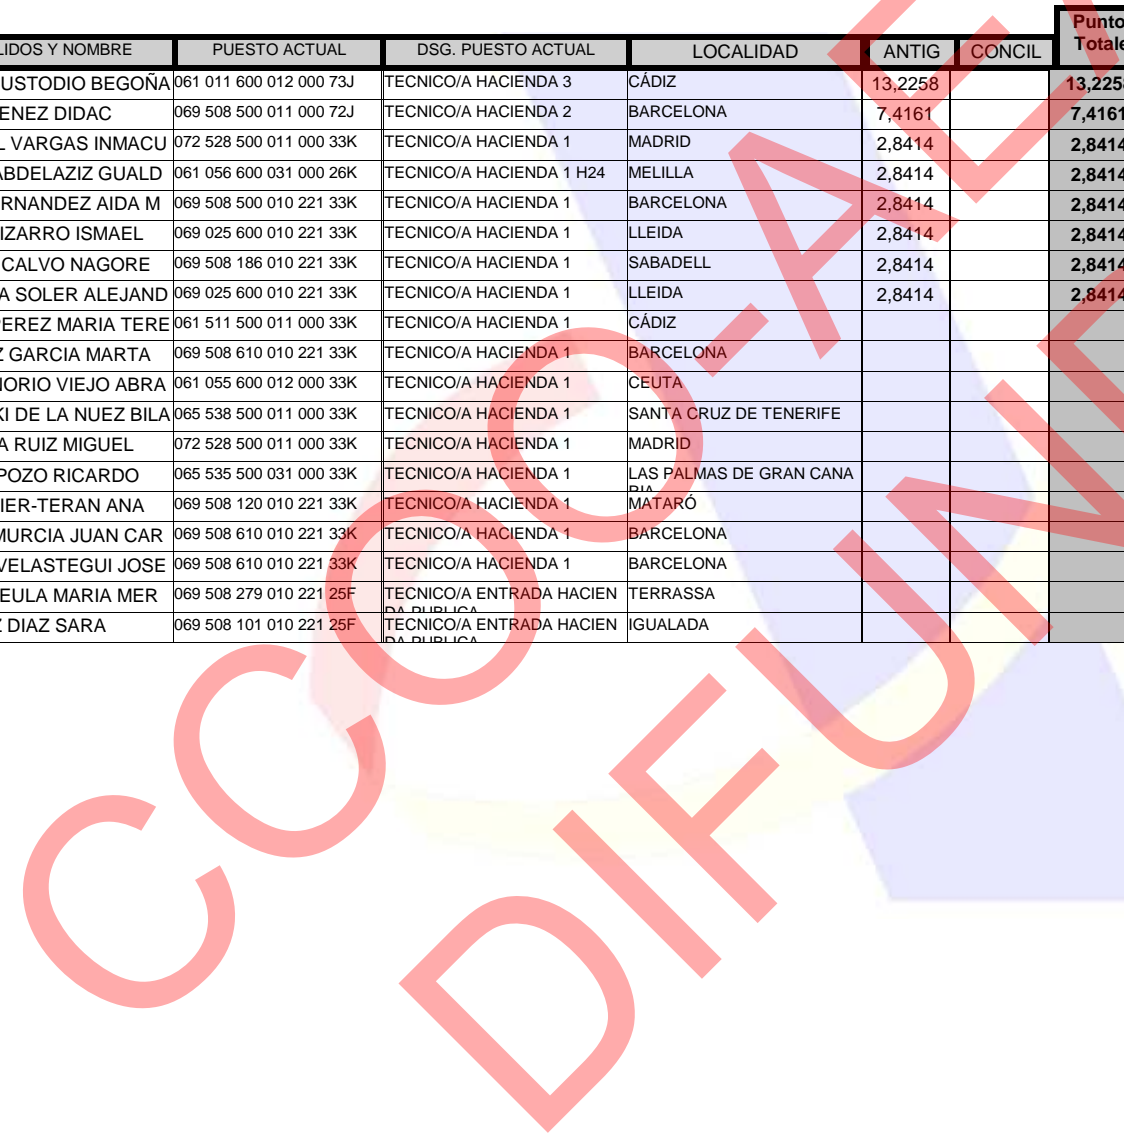 Punto
LIDOS Y NOMBRE PUESTO ACTUAL DSG. PUESTO ACTUAL LOCALIDAD ANTIG CONCIL Totale
USTODIO BEGOÑA 061 011 600 012 000 73J TECNICO/A HACIENDA 3 CÁDIZ 13,2258 13,2258
ENEZ DIDAC 069 508 500 011 000 72J TECNICO/A HACIENDA 2 BARCELONA 7,4161 7,4161
L VARGAS INMACU 072 528 500 011 000 33K TECNICO/A HACIENDA 1 MADRID 2,8414 2,8414
ABDELAZIZ GUALD 061 056 600 031 000 26K TECNICO/A HACIENDA 1 H24 MELILLA 2,8414 2,8414
RNANDEZ AIDA M 069 508 500 010 221 33K TECNICO/A HACIENDA 1 BARCELONA 2,8414 2,8414
IZARRO ISMAEL 069 025 600 010 221 33K TECNICO/A HACIENDA 1 LLEIDA 2,8414 2,8414
CALVO NAGORE 069 508 186 010 221 33K TECNICO/A HACIENDA 1 SABADELL 2,8414 2,8414
A SOLER ALEJAND 069 025 600 010 221 33K TECNICO/A HACIENDA 1 LLEIDA 2,8414 2,8414
PEREZ MARIA TERE 061 511 500 011 000 33K TECNICO/A HACIENDA 1 CÁDIZ
Z GARCIA MARTA 069 508 610 010 221 33K TECNICO/A HACIENDA 1 BARCELONA
NORIO VIEJO ABRA 061 055 600 012 000 33K TECNICO/A HACIENDA 1 CEUTA
KI DE LA NUEZ BILA 065 538 500 011 000 33K TECNICO/A HACIENDA 1 SANTA CRUZ DE TENERIFE
A RUIZ MIGUEL 072 528 500 011 000 33K TECNICO/A HACIENDA 1 MADRID
POZO RICARDO 065 535 500 031 000 33K TECNICO/A HACIENDA 1 LAS PALMAS DE GRAN CANA
RIA
IER-TERAN ANA 069 508 120 010 221 33K TECNICO/A HACIENDA 1 MATARÓ
MURCIA JUAN CAR 069 508 610 010 221 33K TECNICO/A HACIENDA 1 BARCELONA
VELASTEGUI JOSE 069 508 610 010 221 33K TECNICO/A HACIENDA 1 BARCELONA
EULA MARIA MER 069 508 279 010 221 25F TECNICO/A ENTRADA HACIEN TERRASSA
DA PUBLICA
Z DIAZ SARA 069 508 101 010 221 25F TECNICO/A ENTRADA HACIEN IGUALADA
DA PUBLICA
CCOO-AE
DIFUN